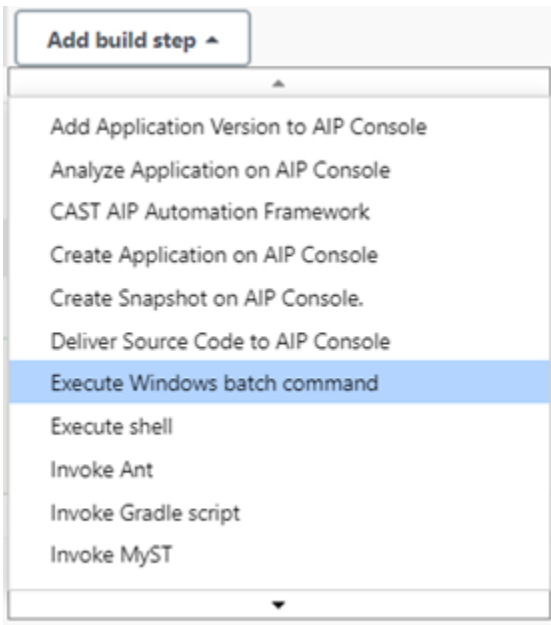 Add build step
Add Application Version to AIP Console
Analyze Application on AIP Console
CAST AIP Automation Framework
Create Application on AIP Console
Create Snapshot on AIP Console.
Deliver Source Code to AIP Console
Execute Windows batch command
Execute shell
Invoke Ant
Invoke Gradle script
Invoke MyST